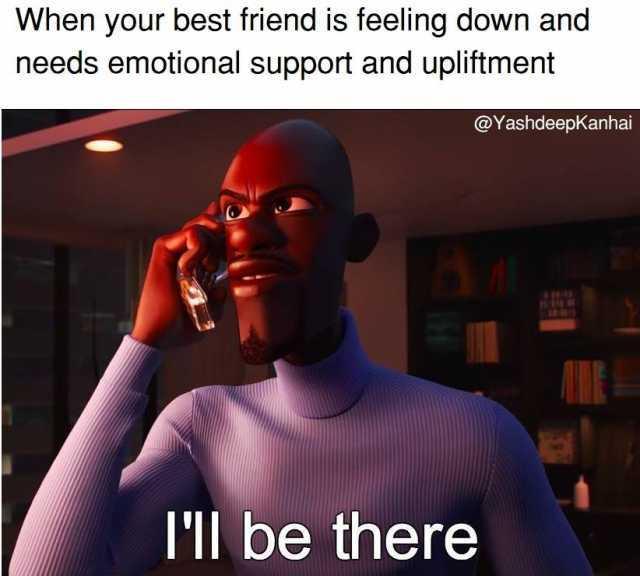 When your best friend is feeling down and
needs emotional support and upliftment
@YashdeepKanhai
I'll be there